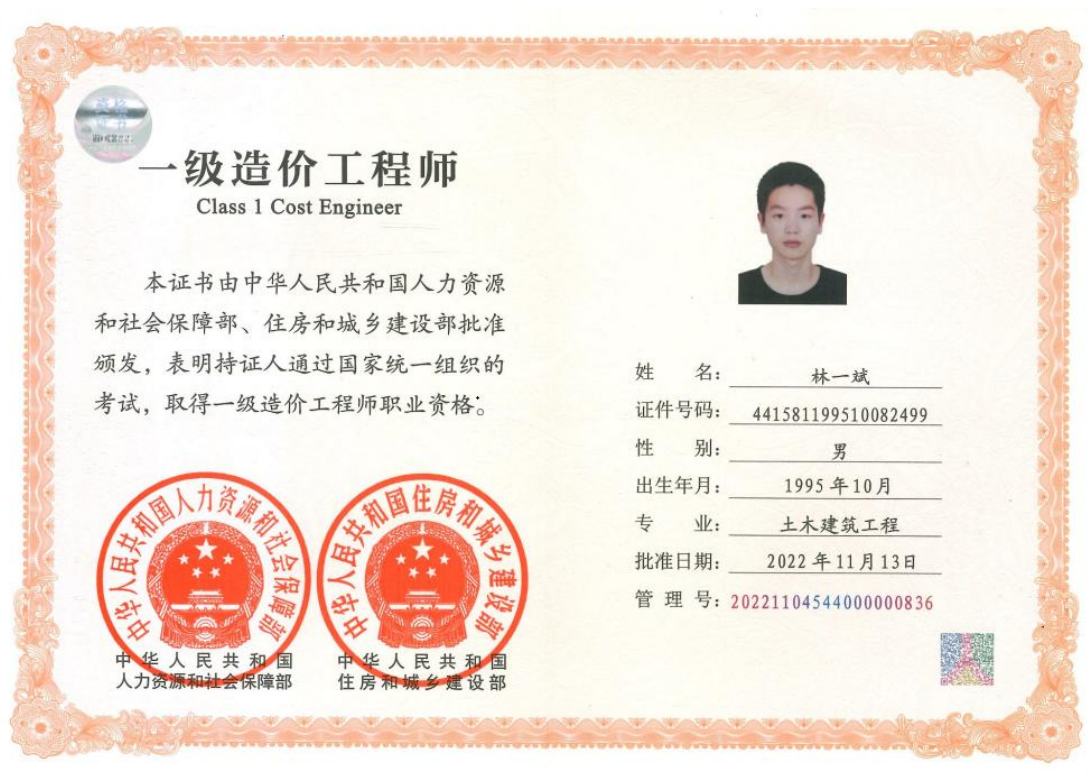 一级造价工程师
Class 1 Cost Engineer
本证书由中华人民共和国人力资源
和社会保障部、住房和城乡建设部批准
颁发，表明持证人通过国家统一组织的
考试，取得一级造价工程师职业资格。
中华人民共和国人力资源和社会保障部
中华人民共和国住房和城乡建设部
中华人民共和国
人力资源和社会保障部
中华人民共和国
住房和城乡建设部
姓 名：林一斌
证件号码：441581199510082499
性 别：男
出生年月：1995年10月
专 业：土木建筑工程
批准日期：2022年11月13日
管 理 号：20221104544000000836